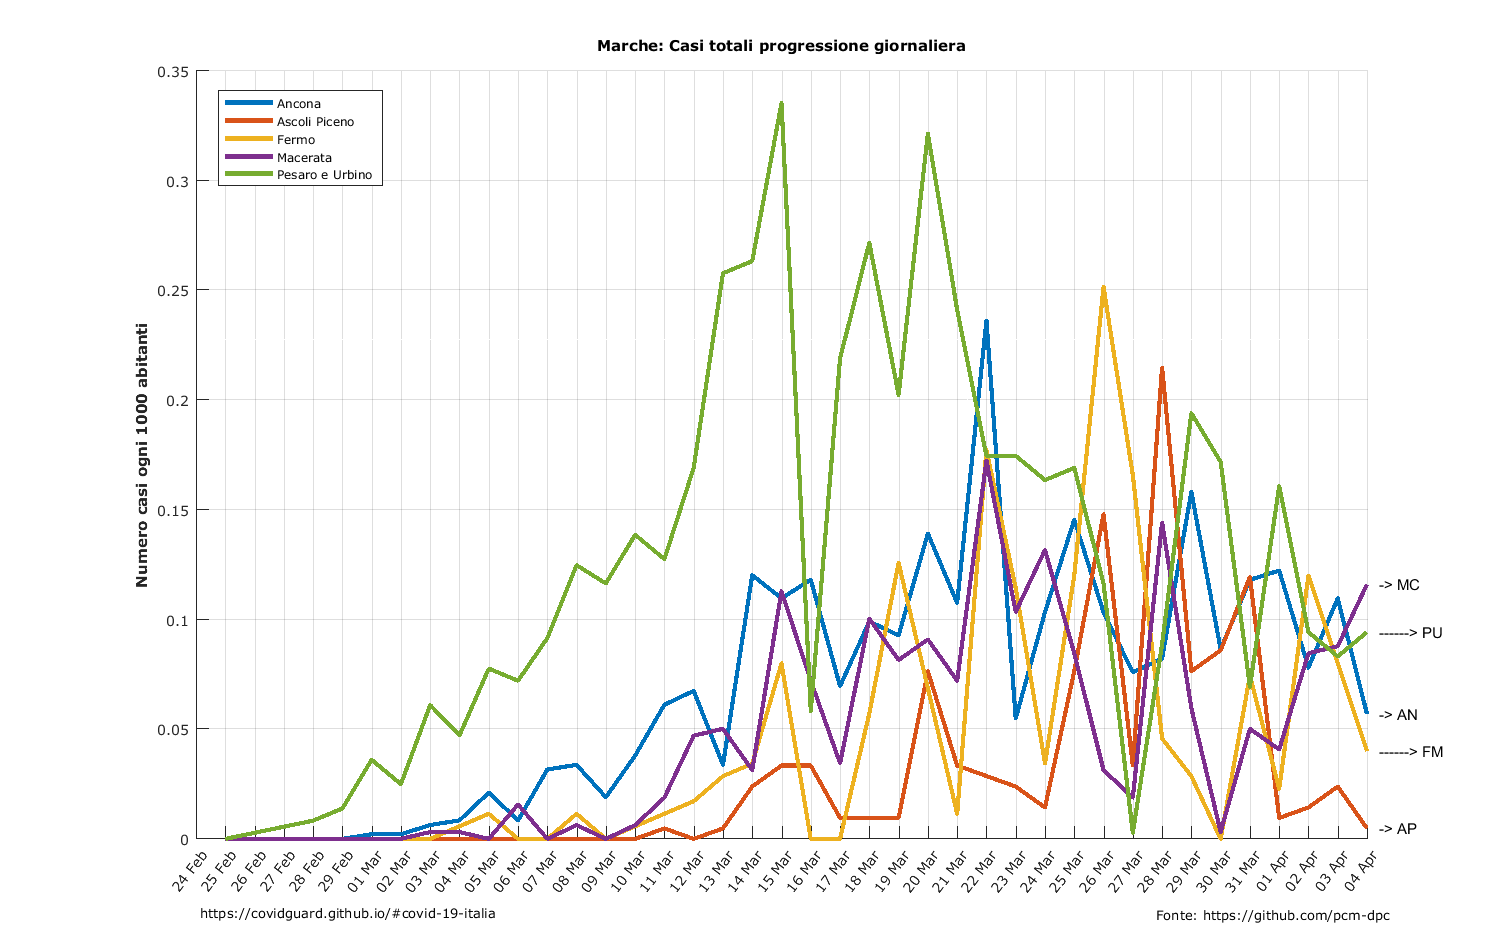 Marche: Casi totali progressione giornaliera
0.35
0.3
0.25
0.2
0.15
0.1
0.05
0
Numero casi ogni 1000 abitanti
Ancona
Ascoli Piceno
Fermo
Macerata
Pesaro e Urbino
-> MC
------> PU
-> AN
------> FM
-> AP
24 Feb
25 Feb
26 Feb
27 Feb
28 Feb
29 Feb
01 Mar
02 Mar
03 Mar
04 Mar
05 Mar
06 Mar
07 Mar
08 Mar
09 Mar
10 Mar
11 Mar
12 Mar
13 Mar
14 Mar
15 Mar
16 Mar
17 Mar
18 Mar
19 Mar
20 Mar
21 Mar
22 Mar
23 Mar
24 Mar
25 Mar
26 Mar
27 Mar
28 Mar
29 Mar
30 Mar
31 Mar
01 Apr
02 Apr
03 Apr
04 Apr
https://covidguard.github.io/#covid-19-italia
Fonte: https://github.com/pcm-dpc